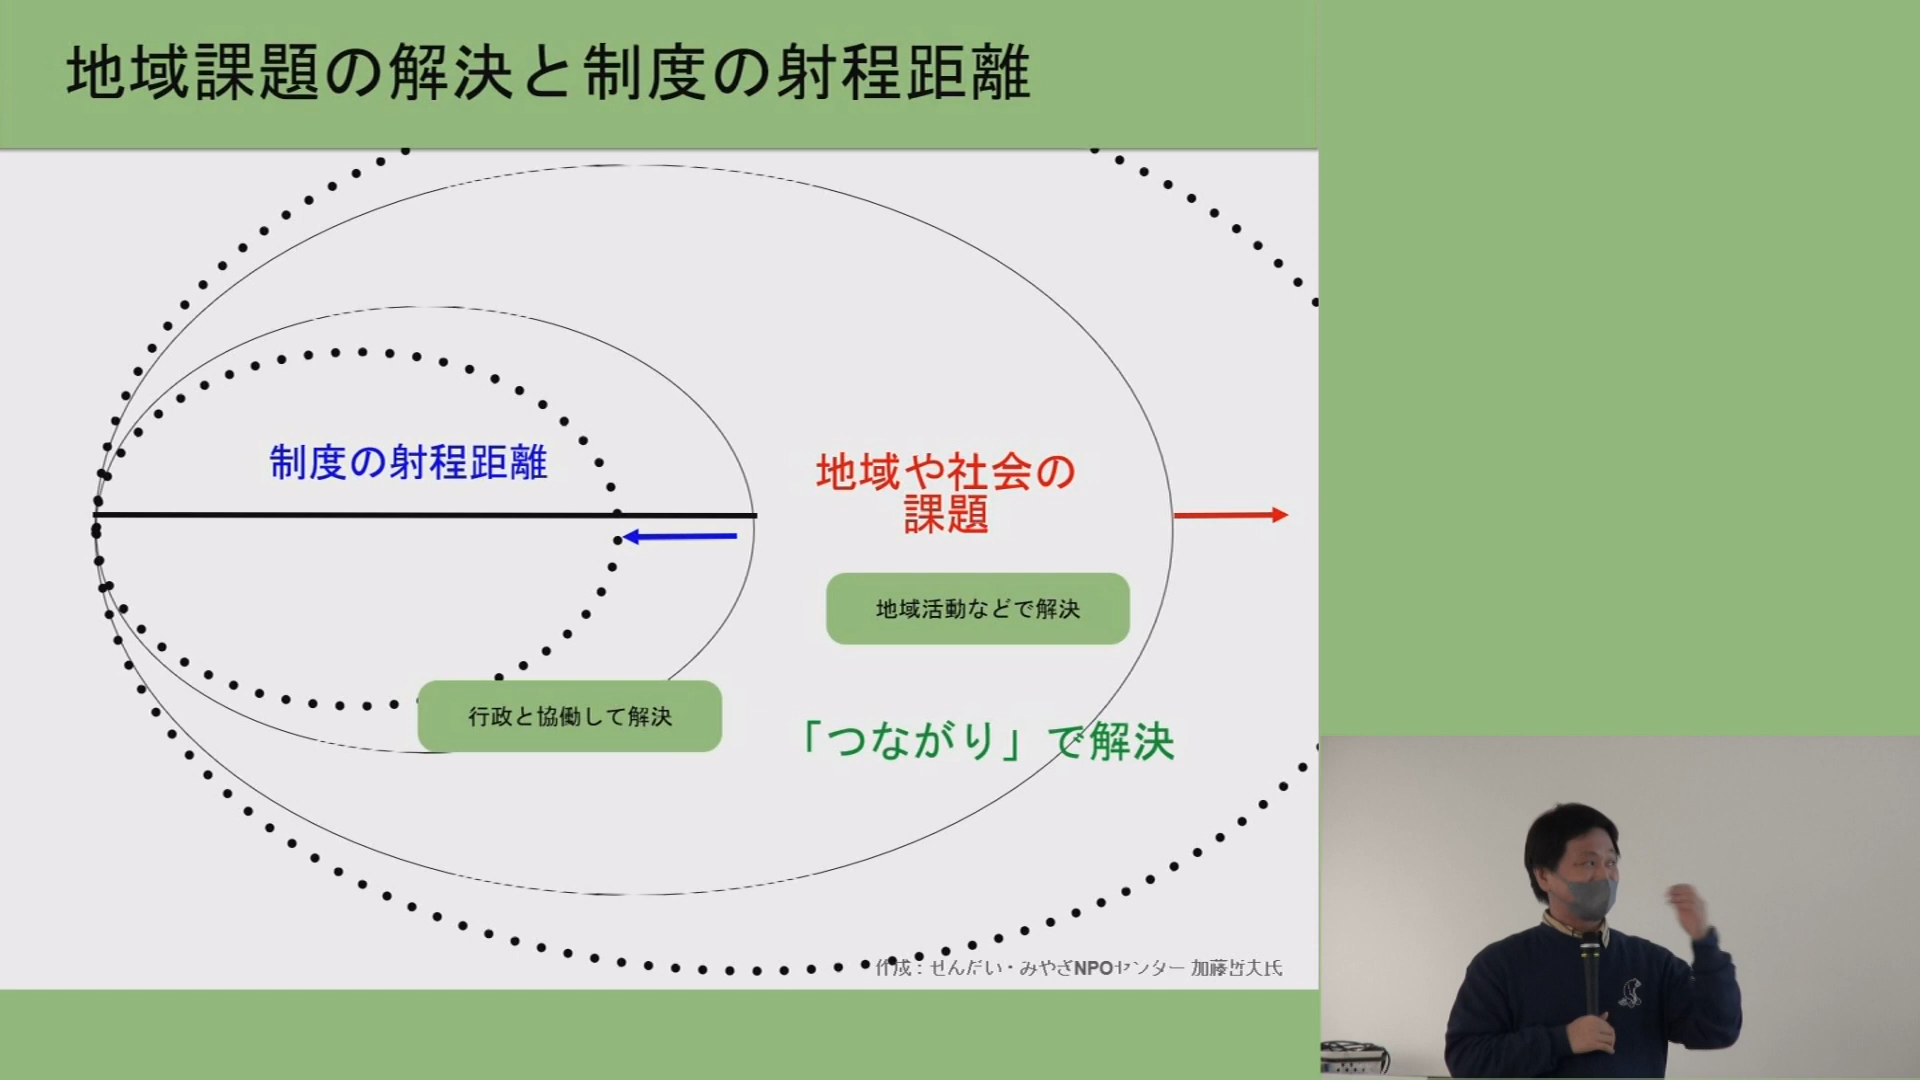 地域課題の解決と制度の射程距離
制度の射程距離
地域や社会の
課題
地域活動などで解決
行政と協働して解決
「つながり」で解決
作成：せんだい・みやぎNPOセンター 加藤哲夫氏